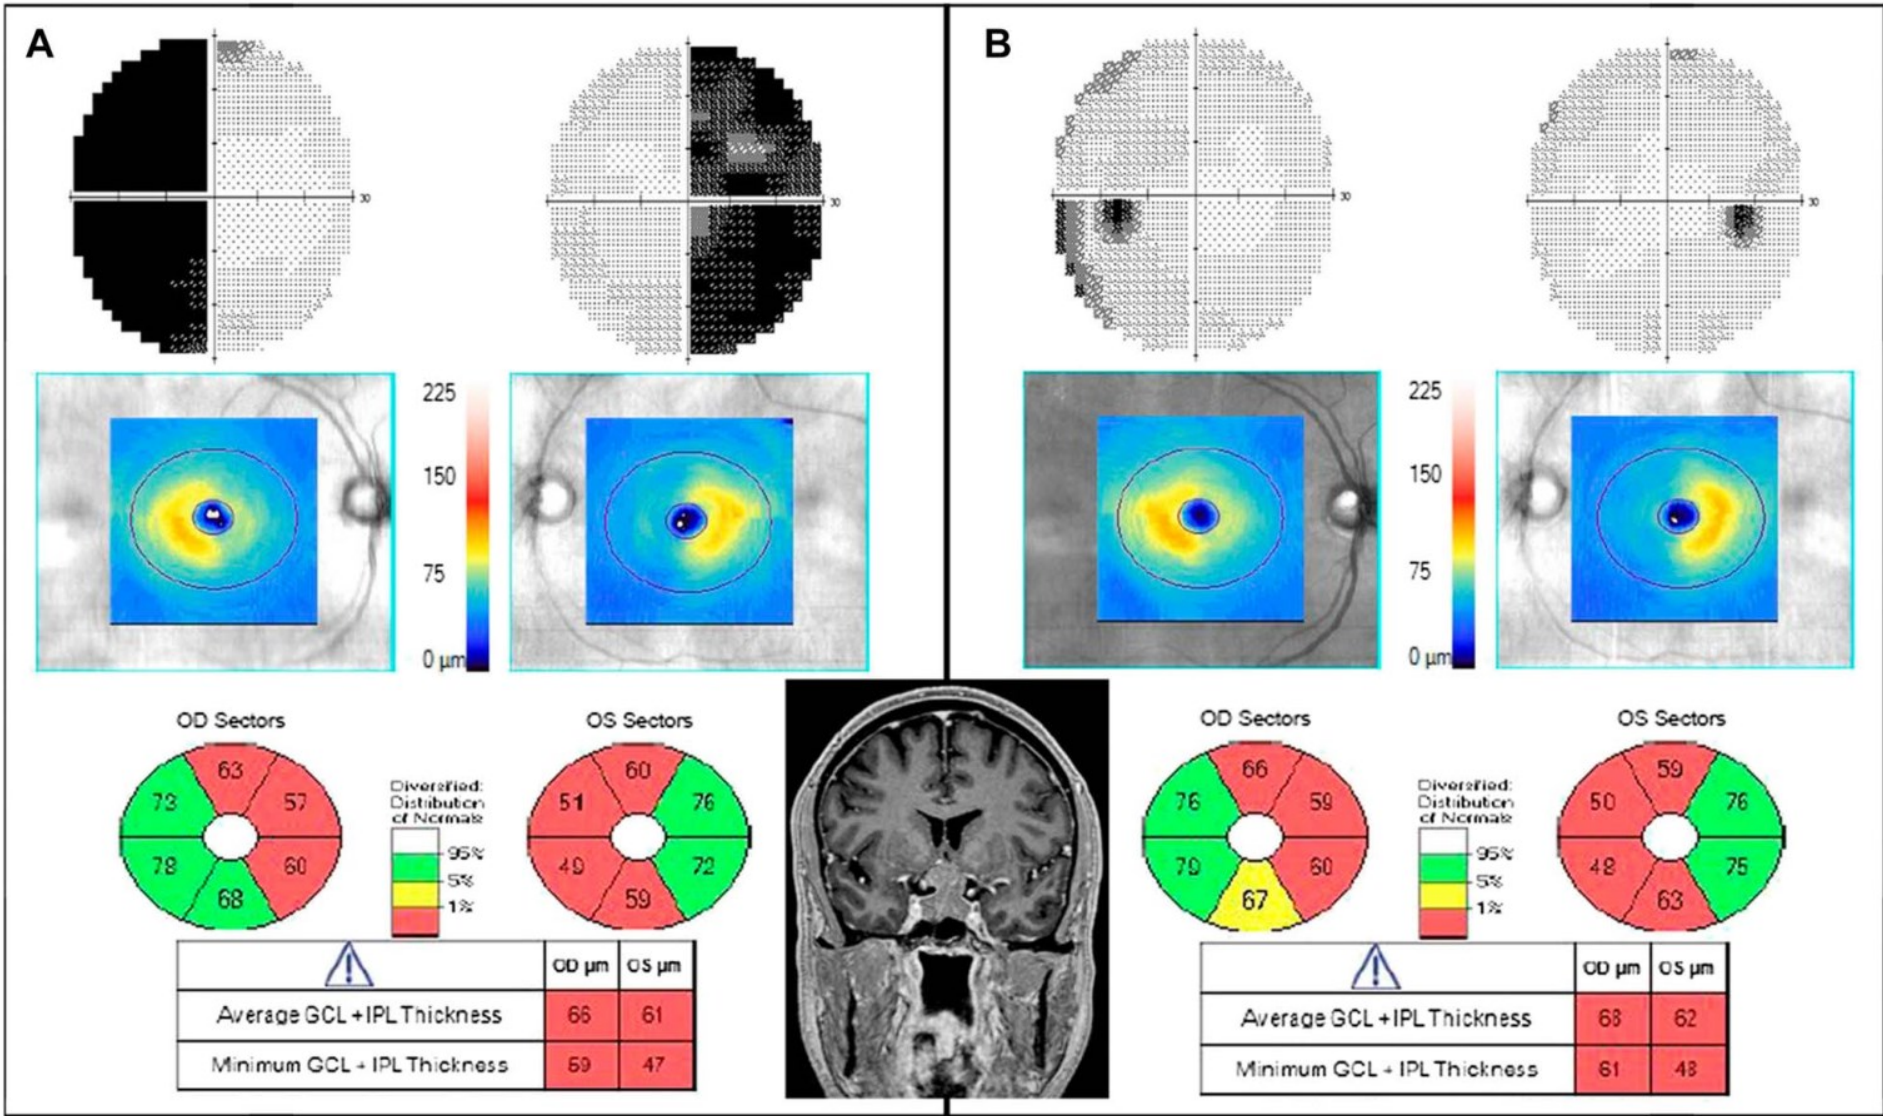 A
B
30
30
30
30
225
150
75
0 µm
225
150
75
0 µm
OD Sectors
OS Sectors
63
73
57
78
60
68
Diversified:
Distribution
of Normals
95%
5%
1%
60
51
76
49
72
59
OD µm OS µm
Average GCL + IPL Thickness 66 61
Minimum GCL + IPL Thickness 59 47
OD Sectors
OS Sectors
66
76
59
79
60
67
Diversified:
Distribution
of Normals
95%
5%
1%
59
50
76
48
75
63
OD µm OS µm
Average GCL + IPL Thickness 68 62
Minimum GCL + IPL Thickness 61 48